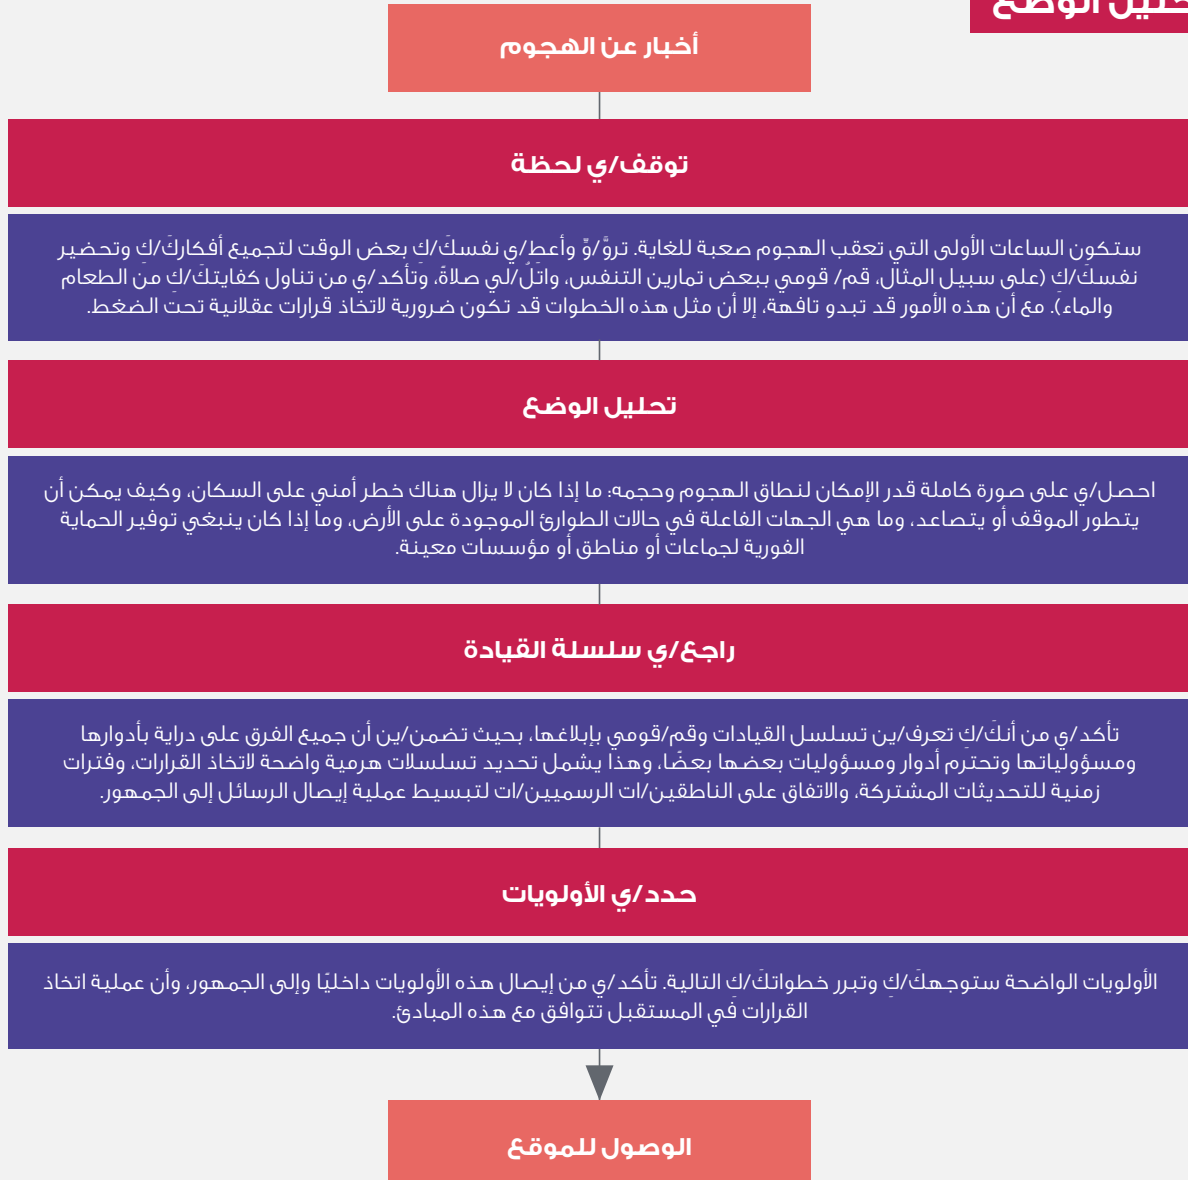 الوضع
أخبار عن الهجوم
توقف/ي لحظة
ستكون الساعات الأولى التي تعقب الهجوم صعبة للغاية. تروَّ/وِّ وأعطِ/ي نفسكَ/كِ بعض الوقت لتجميع أفكاركَ/كِ وتحضير
نفسكَ/كِ (على سبيل المثال، قم/ قومي ببعض تمارين التنفس، واتلُ/لي صلاةً، وتأكد/ي من تناول كفايتكَ/كِ من الطعام
والماء). مع أن هذه الأمور قد تبدو تافهة، إلا أن مثل هذه الخطوات قد تكون ضرورية لاتخاذ قرارات عقلانية تحت الضغط.
تحليل الوضع
احصل/ي على صورة كاملة قدر الإمكان لنطاق الهجوم وحجمه: ما إذا كان لا يزال هناك خطر أمني على السكان، وكيف يمكن أن
يتطور الموقف أو يتصاعد، وما هي الجهات الفاعلة في حالات الطوارئ الموجودة على الأرض، وما إذا كان ينبغي توفير الحماية
الفورية لجماعات أو مناطق أو مؤسسات معينة.
راجع/ي سلسلة القيادة
تأكد/ي من أنكَ/كِ تعرف/ين تسلسل القيادات وقم/قومي بإبلاغها، بحيث تضمن/ين أن جميع الفرق على دراية بأدوارها
ومسؤولياتها وتحترم أدوار ومسؤوليات بعضها بعضًا، وهذا يشمل تحديد تسلسلات هرمية واضحة لاتخاذ القرارات، وفترات
زمنية للتحديثات المشتركة، والاتفاق على الناطقين/ات الرسميين/ات لتبسيط عملية إيصال الرسائل إلى الجمهور.
حدد/ي الأولويات
الأولويات الواضحة ستوجهكَ/كِ وتبرر خطواتكَ/كِ التالية. تأكد/ي من إيصال هذه الأولويات داخليًا وإلى الجمهور، وأن عملية اتخاذ
القرارات في المستقبل تتوافق مع هذه المبادئ.
الوصول للموقع